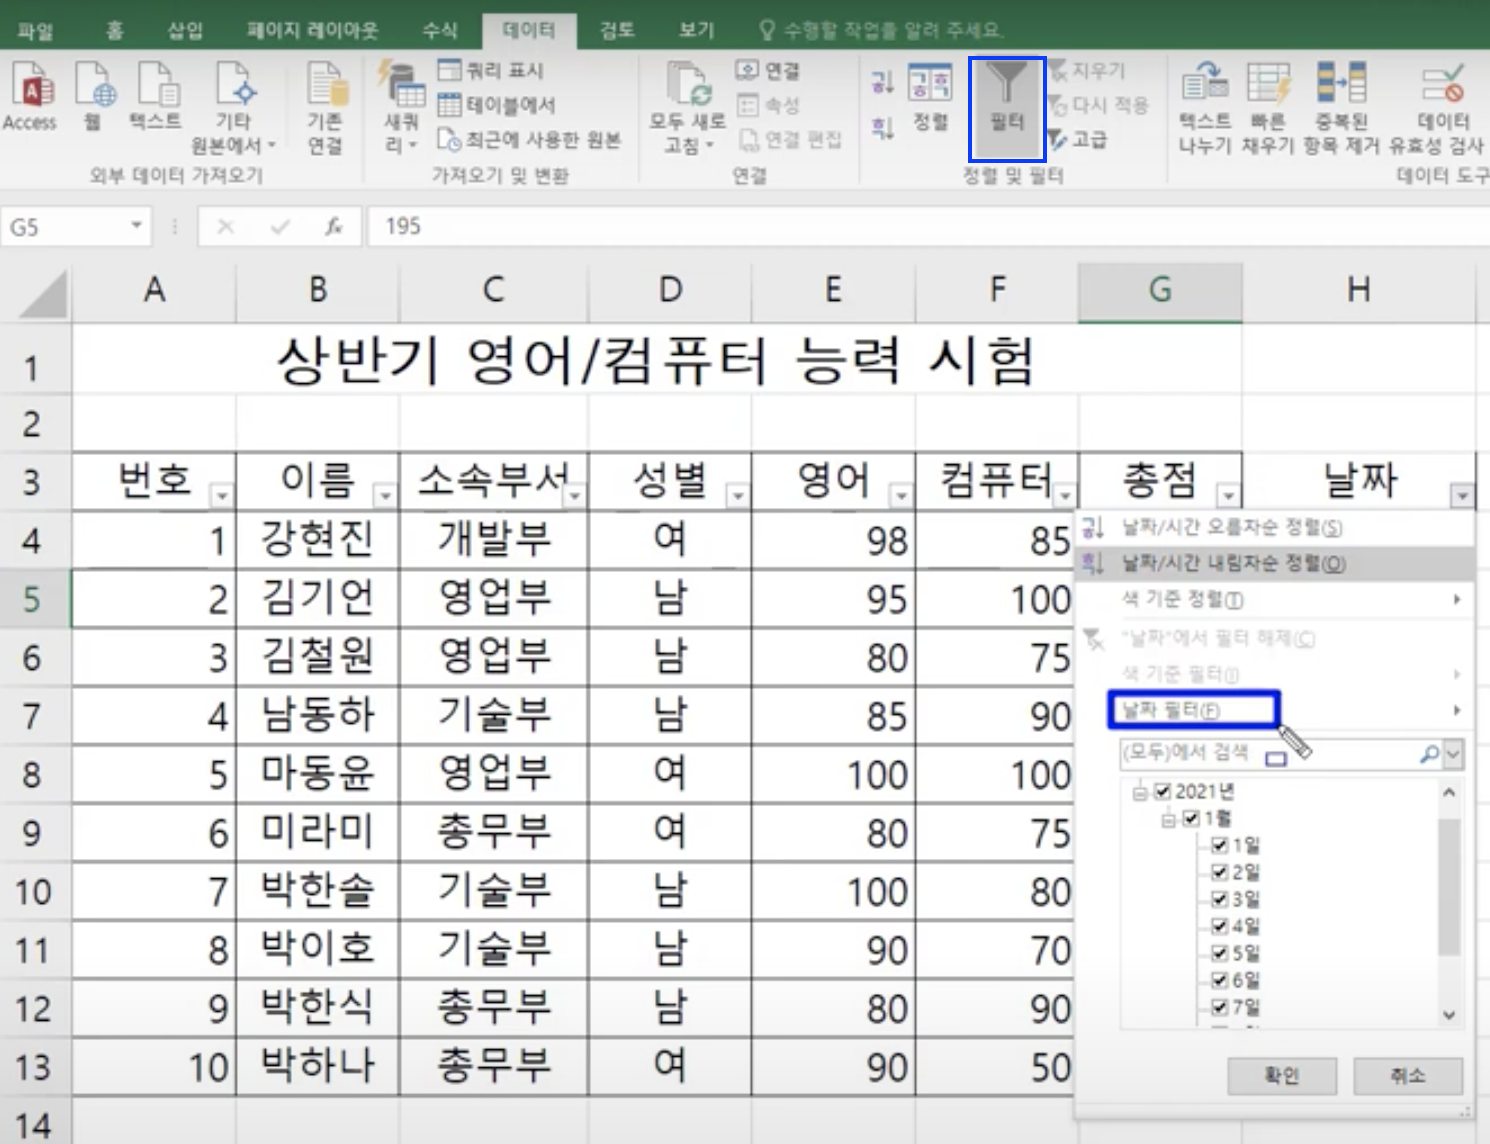 파일 홈 삽입 페이지 레이아웃 수식 데이터 검토 보기 수행할 작업을 알려 주세요.
Access 웹 텍스트 기타 원본에서 기존 연결 새쿼리 쿼리 표시 테이블에서 최근에 사용한 원본 모두 새로 고침 연결 속성 연결 편집 정렬 필터 지우기 다시 적용 고급 텍스트 나누기 빠른 채우기 중복된 항목 제거 데이터 유효성 검사
외부 데이터 가져오기 가져오기 및 변환 연결 정렬 및 필터 데이터 도구
G5 fx 195
A B C D E F G H
1 상반기 영어/컴퓨터 능력 시험
2
3 번호 이름 소속부서 성별 영어 컴퓨터 총점 날짜
4 1 강현진 개발부 여 98 85
5 2 김기언 영업부 남 95 100
6 3 김철원 영업부 남 80 75
7 4 남동하 기술부 남 85 90
8 5 마동윤 영업부 여 100 100
9 6 미라미 총무부 여 80 75
10 7 박한솔 기술부 남 100 80
11 8 박이호 기술부 남 90 70
12 9 박한식 총무부 남 80 90
13 10 박하나 총무부 여 90 50
14
날짜/시간 오름차순 정렬(S)
날짜/시간 내림차순 정렬(O)
색 기준 정렬(T)
"날짜"에서 필터 해제(C)
색 기준 필터(I)
날짜 필터(F)
(모두)에서 검색
2021년
1월
1일
2일
3일
4일
5일
6일
7일
확인 취소